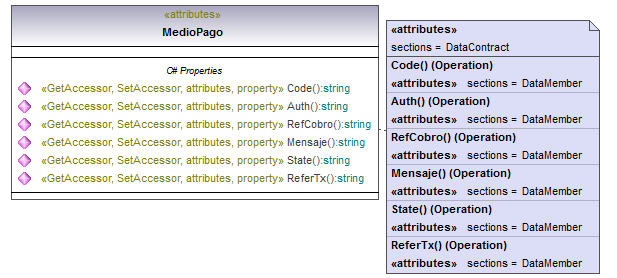 «attributes»
MedioPago
C# Properties
«GetAccessor, SetAccessor, attributes, property» Code():string
«GetAccessor, SetAccessor, attributes, property» Auth():string
«GetAccessor, SetAccessor, attributes, property» RefCobro():string
«GetAccessor, SetAccessor, attributes, property» Mensaje():string
«GetAccessor, SetAccessor, attributes, property» State():string
«GetAccessor, SetAccessor, attributes, property» ReferTx():string
«attributes»
sections = DataContract
Code() (Operation)
«attributes» sections = DataMember
Auth() (Operation)
«attributes» sections = DataMember
RefCobro() (Operation)
«attributes» sections = DataMember
Mensaje() (Operation)
«attributes» sections = DataMember
State() (Operation)
«attributes» sections = DataMember
ReferTx() (Operation)
«attributes» sections = DataMember